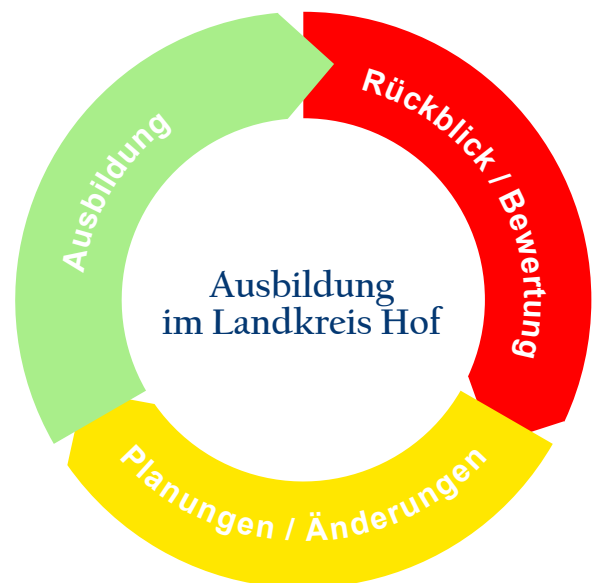 Rückblick / Bewertung
Ausbildung
Ausbildung
im Landkreis Hof
Planungen / Änderungen